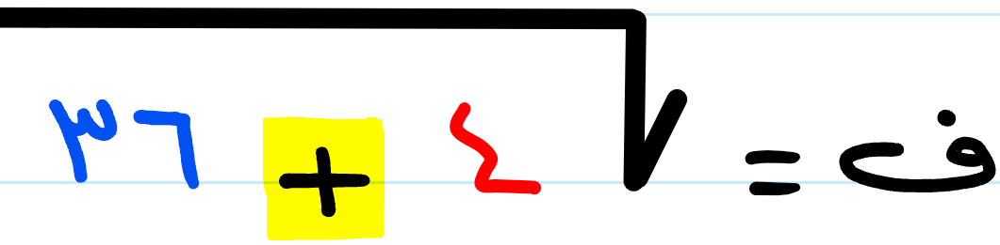 ف = √ ٤ + ٣٦